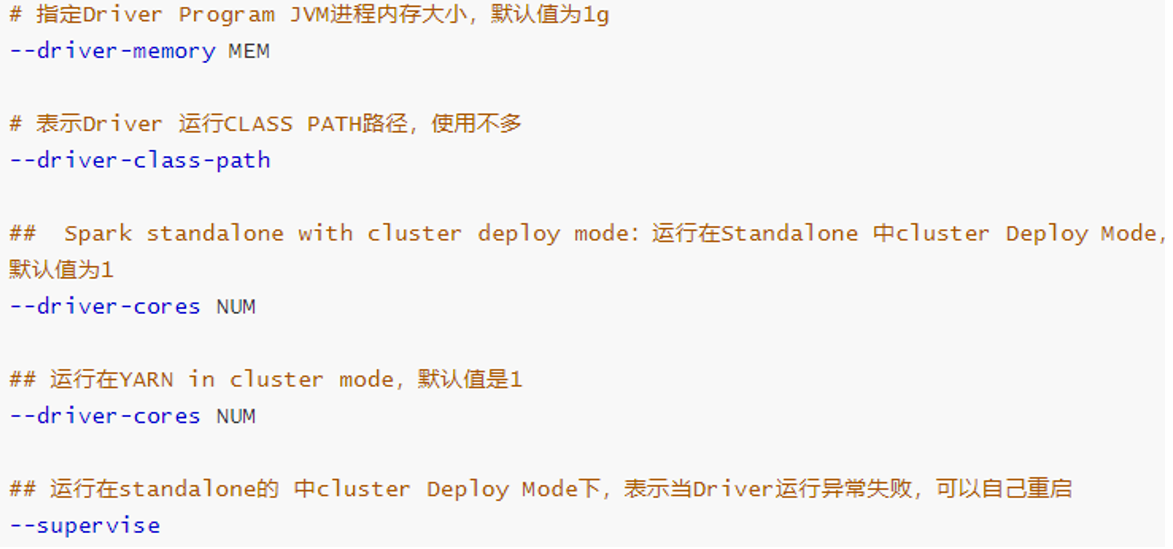 # 指定Driver Program JVM进程内存大小，默认值为1g
--driver-memory MEM
# 表示Driver 运行CLASS PATH路径，使用不多
--driver-class-path
##  Spark standalone with cluster deploy mode：运行在Standalone 中cluster Deploy Mode，
默认值为1
--driver-cores NUM
## 运行在YARN in cluster mode，默认值是1
--driver-cores NUM
## 运行在standalone的 中cluster Deploy Mode下，表示当Driver运行异常失败，可以自己重启
--supervise